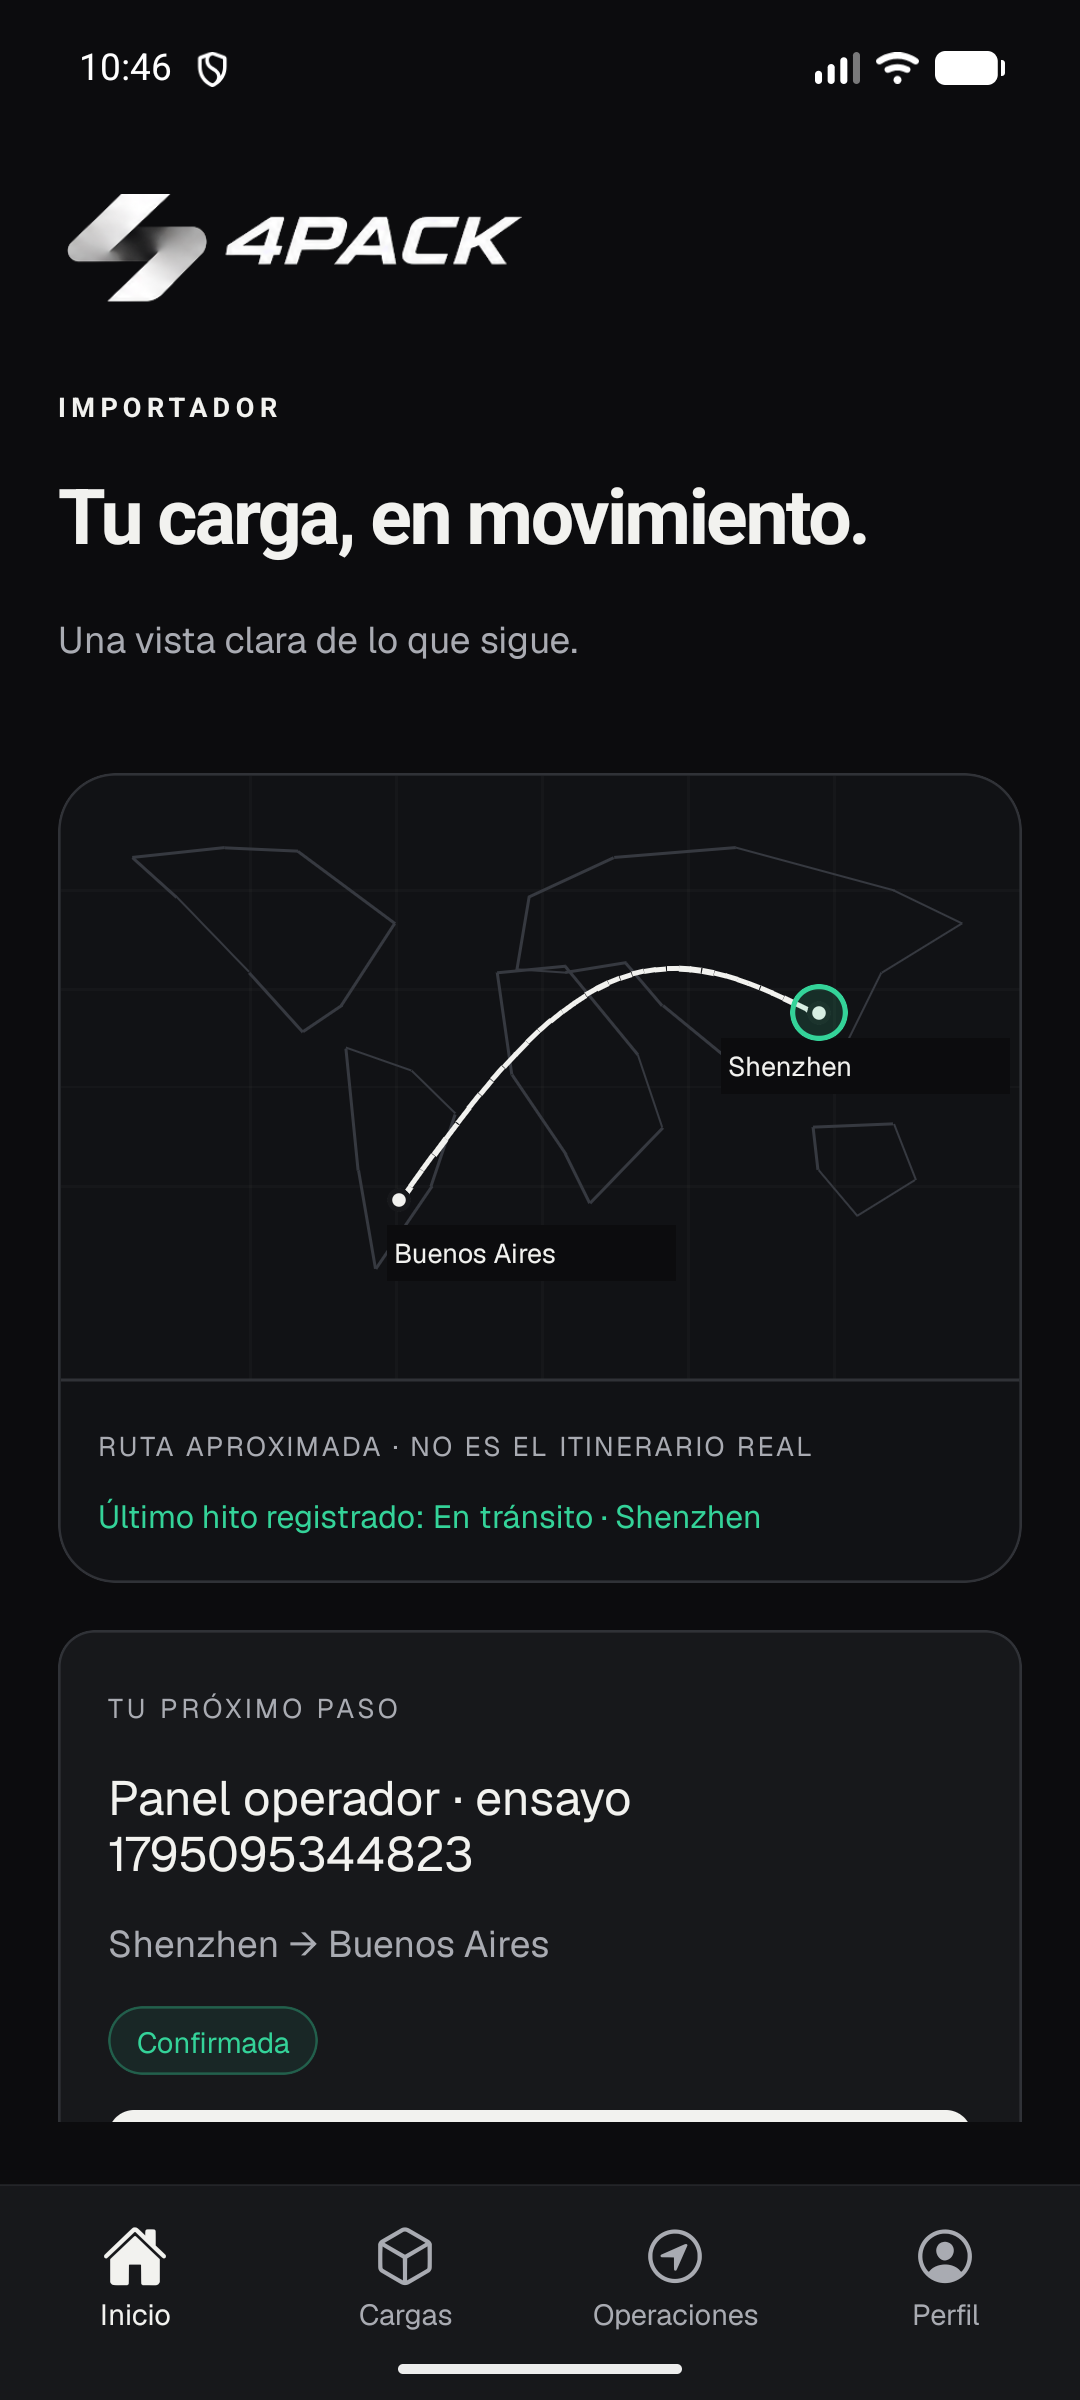 10:46
4PACK
IMPORTADOR
Tu carga, en movimiento.
Una vista clara de lo que sigue.
Shenzhen
Buenos Aires
RUTA APROXIMADA · NO ES EL ITINERARIO REAL
Último hito registrado: En tránsito · Shenzhen
TU PRÓXIMO PASO
Panel operador · ensayo
1795095344823
Shenzhen → Buenos Aires
Confirmada
Inicio
Cargas
Operaciones
Perfil